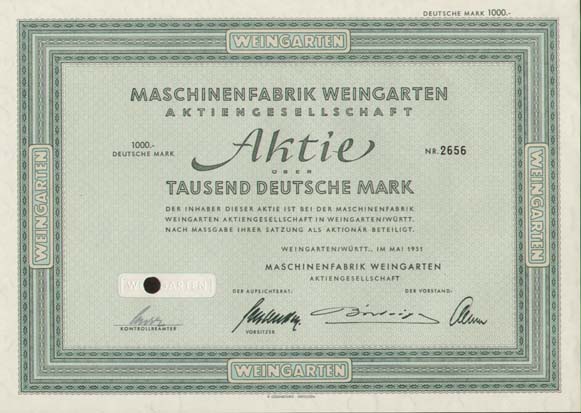 DEUTSCHE MARK 1000.-
WEINGARTEN
MASCHINENFABRIK WEINGARTEN
AKTIENGESELLSCHAFT
1000.-
DEUTSCHE MARK
Aktie
NR. 2656
ÜBER
TAUSEND DEUTSCHE MARK
DER INHABER DIESER AKTIE IST BEI DER MASCHINENFABRIK
WEINGARTEN AKTIENGESELLSCHAFT IN WEINGARTEN/WÜRTT.
NACH MASSGABE IHRER SATZUNG ALS AKTIONÄR BETEILIGT.
WEINGARTEN/WÜRTT., IM MAI 1951
MASCHINENFABRIK WEINGARTEN
AKTIENGESELLSCHAFT
WEINGARTEN
WEINGARTEN
DER AUFSICHTSRAT:
DER VORSTAND:
KONTROLLBEAMTER
VORSITZER
WEINGARTEN
WEINGARTEN